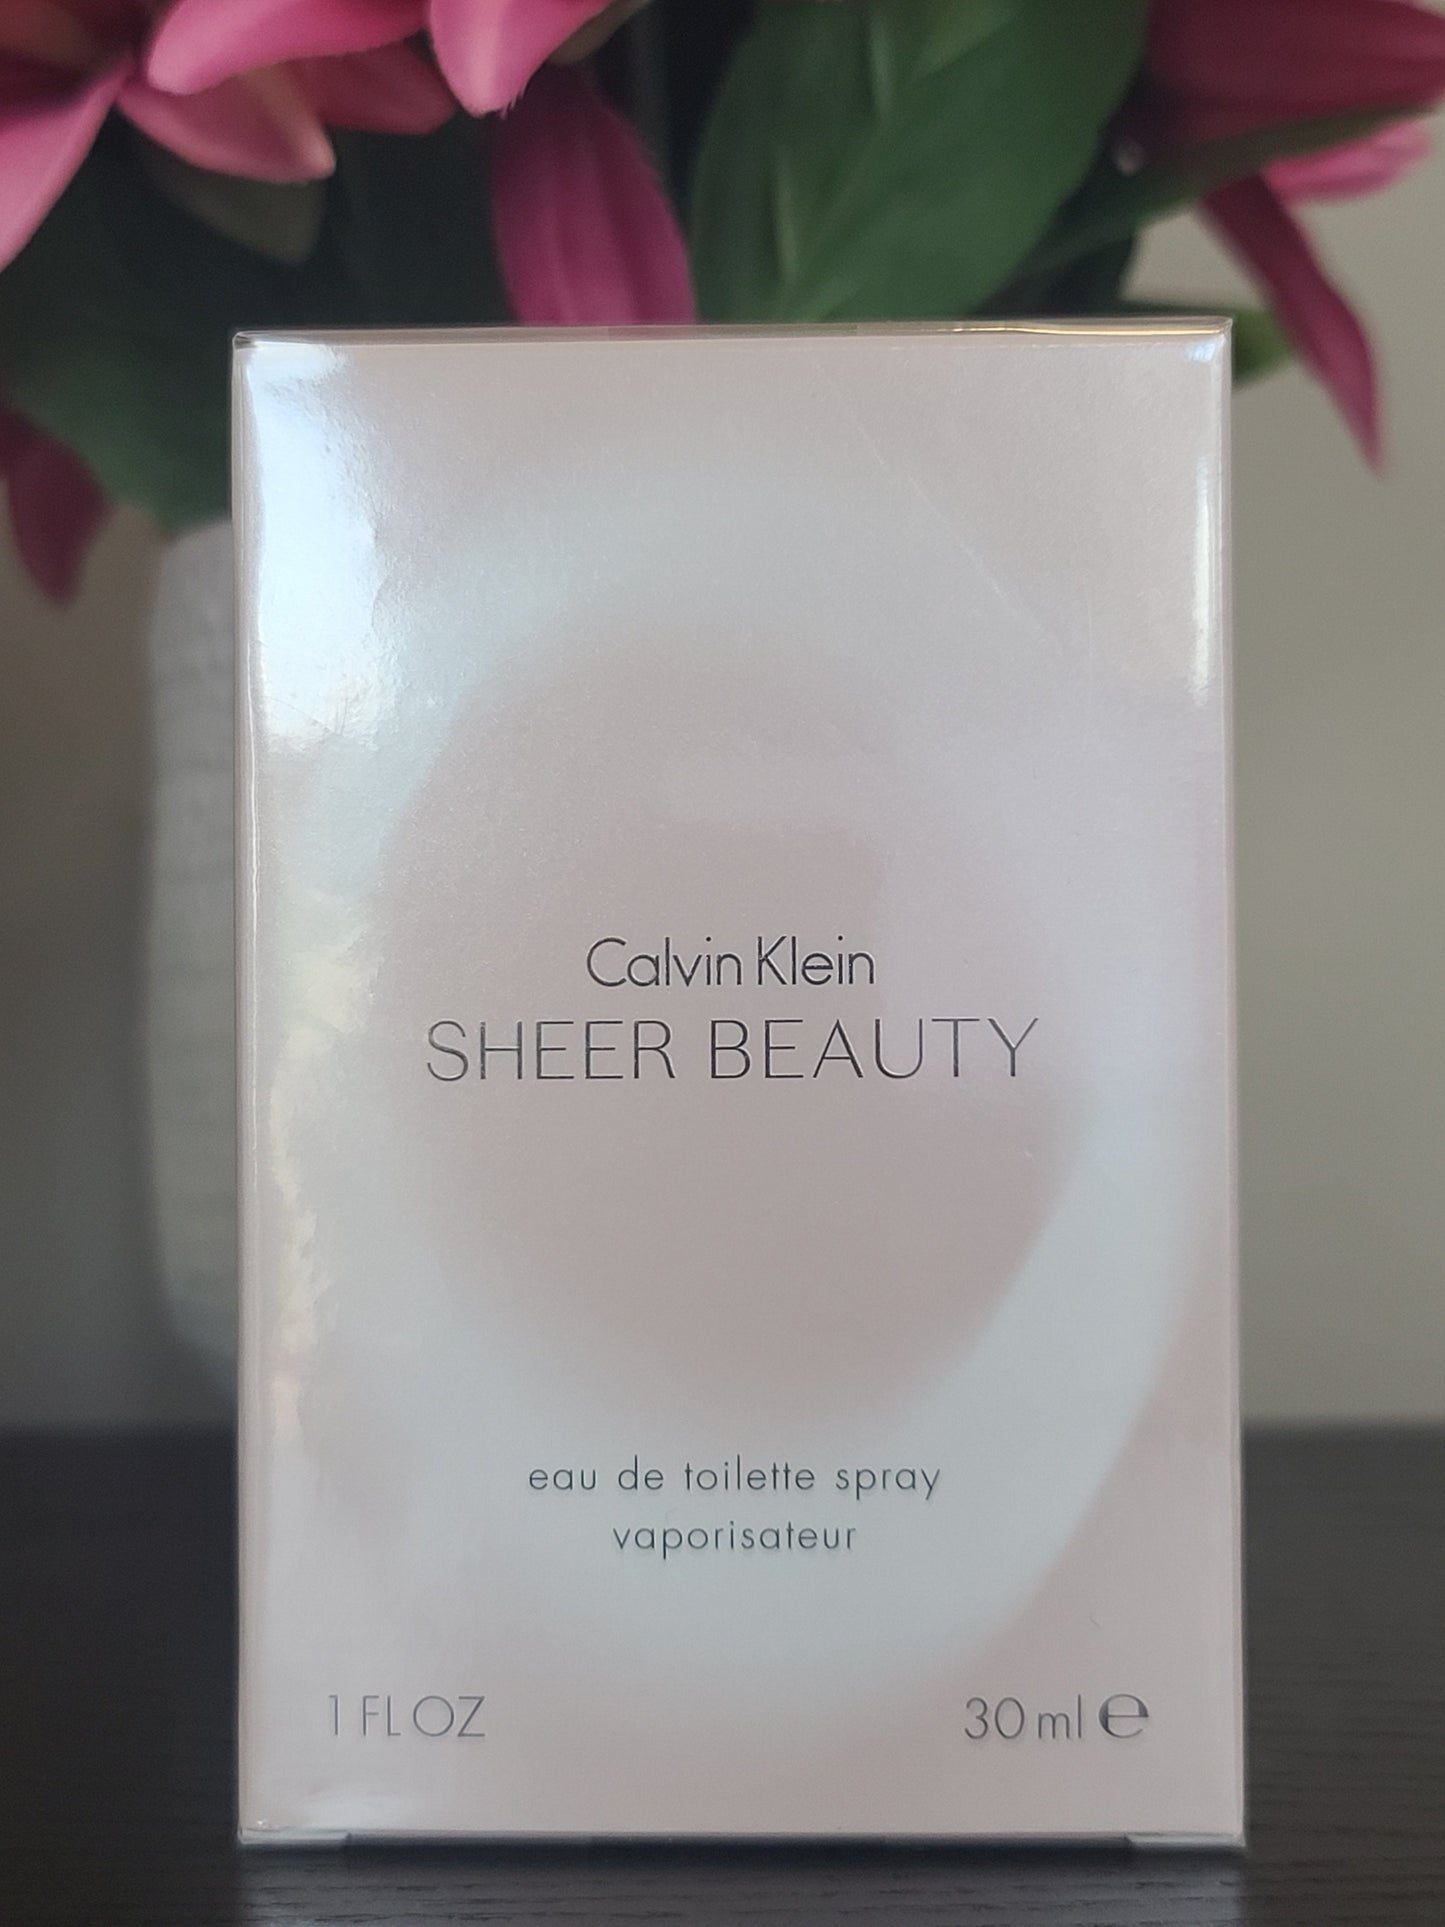 Calvin Klein
SHEER BEAUTY
eau de toilette spray
vaporisateur
1 FL OZ 30 ml ℮